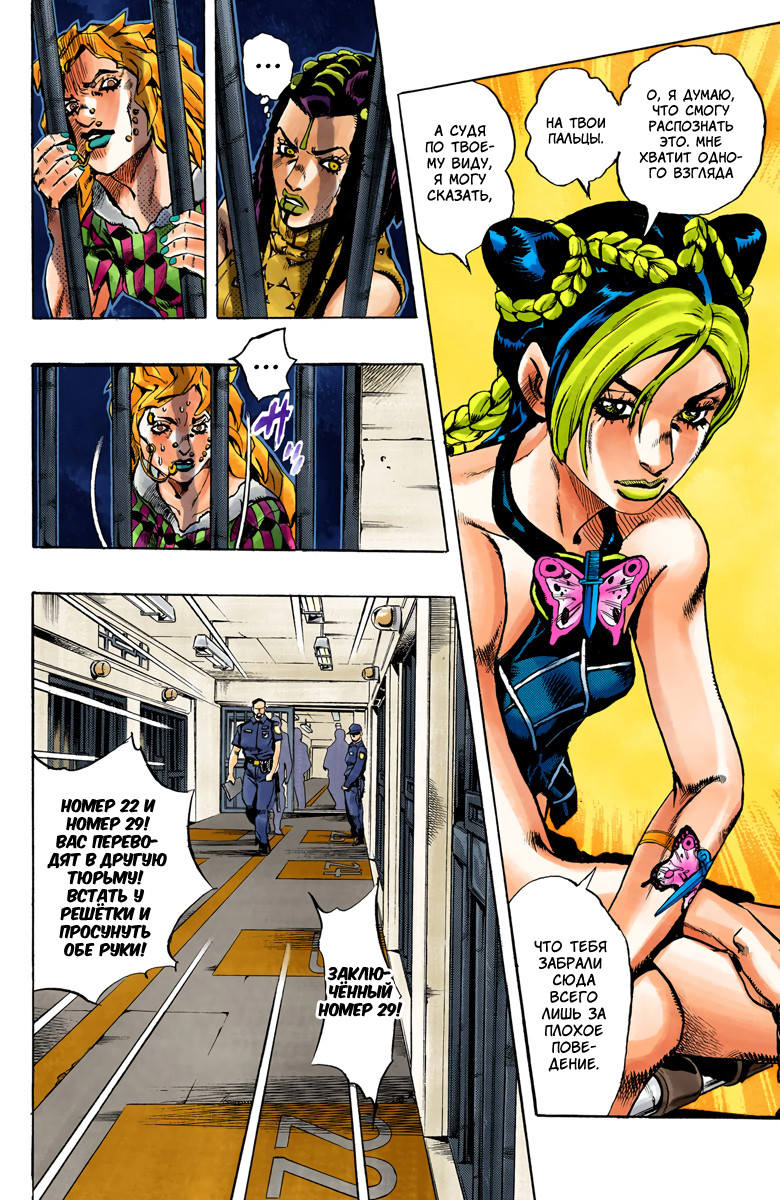 О, Я ДУМАЮ,
ЧТО СМОГУ
РАСПОЗНАТЬ
ЭТО. МНЕ
ХВАТИТ ОДНО-
ГО ВЗГЛЯДА
НА ТВОИ
ПАЛЬЦЫ.
А СУДЯ
ПО ТВОЕ-
МУ ВИДУ,
Я МОГУ
СКАЗАТЬ,
ЧТО ТЕБЯ
ЗАБРАЛИ
СЮДА
ВСЕГО
ЛИШЬ ЗА
ПЛОХОЕ
ПОВЕ-
ДЕНИЕ.
...
...
НОМЕР 22 И
НОМЕР 29!
ВАС ПЕРЕВО-
ДЯТ В ДРУГУЮ
ТЮРЬМУ!
ВСТАТЬ У
РЕШЁТКИ И
ПРОСУНУТЬ
ОБЕ РУКИ!
ЗАКЛЮ-
ЧЁННЫЙ
НОМЕР 29!
22